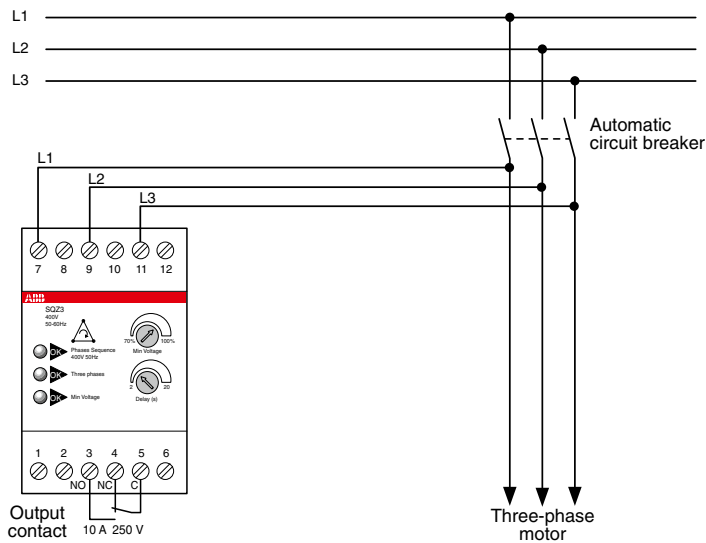 L1
L2
L3
Automatic
circuit breaker
L1
L2
L3
7 8 9 10 11 12
ABB
SQZ3
400V
50-60Hz
70% 100%
Min Voltage
OK Phases Sequence
400V 50Hz
OK Three phases
2 20
Delay (s)
OK Min Voltage
1 2 3 4 5 6
NO NC C
Output
contact
10 A 250 V
Three-phase
motor